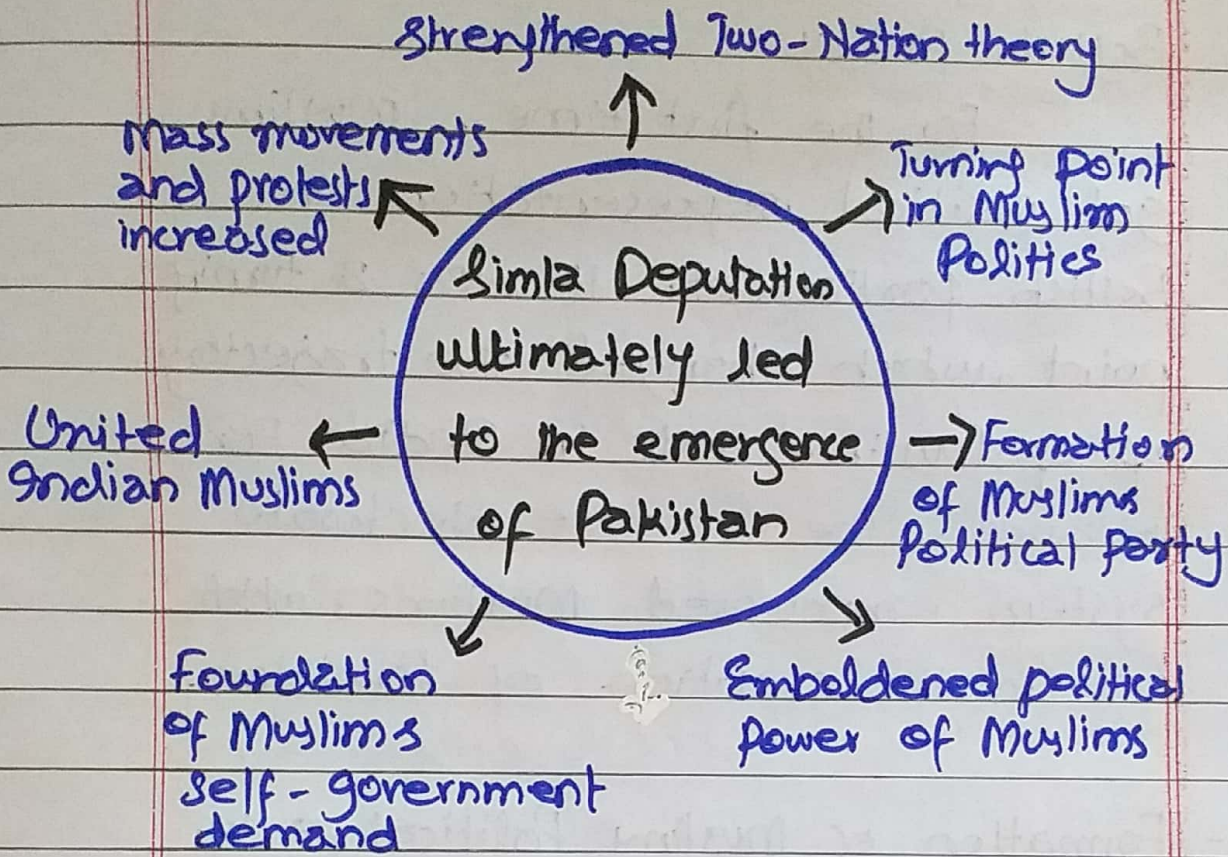 Strengthened Two-Nation theory
Mass movements
and protests
increased
Turning point
in Muslim
Politics
Simla Deputation
ultimately led
to the emergence
of Pakistan
United
Indian Muslims
Formation
of Muslims
Political party
Foundation
of Muslims
self-government
demand
Emboldened political
power of Muslims